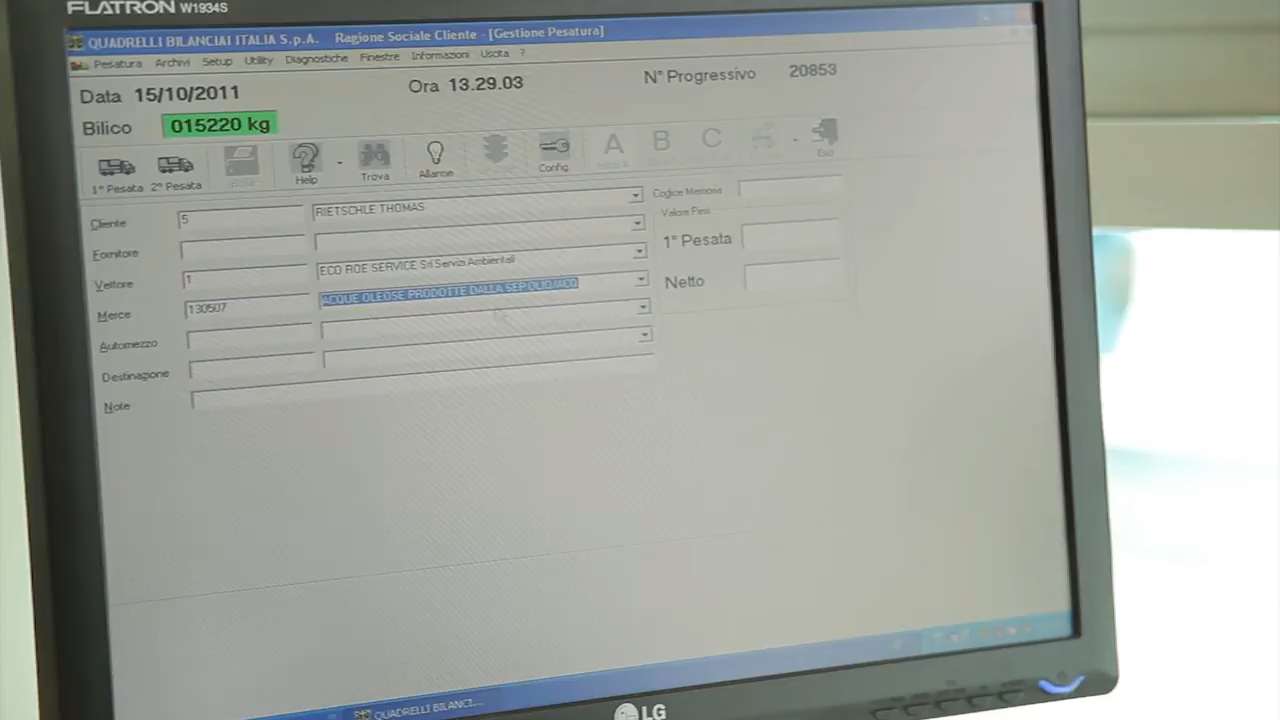 FLATRON W1934S
QUADRELLI BILANCIAI ITALIA S.p.A. Ragione Sociale Cliente - [Gestione Pesatura]
Pesatura Archivi Setup Utility Diagnostiche Finestre Informazioni Uscita ?
Data 15/10/2011 Ora 13.29.03 N° Progressivo 20853
Bilico 015220 kg
A B C
1° Pesata 2° Pesata Help Trova Allarme Config. Esci
Cliente 5 RIETSCHLE THOMAS Codice Memoria
Fornitore Valore Pesi
1° Pesata
Vettore 1 ECO ROE SERVICE Srl Servizi Ambientali
Netto
Merce 130507 ACQUE OLEOSE PRODOTTE DALLA SEP.OLIO/ACQ
Automezzo
Destinazione
Note
QUADRELLI BILANCI...
LG